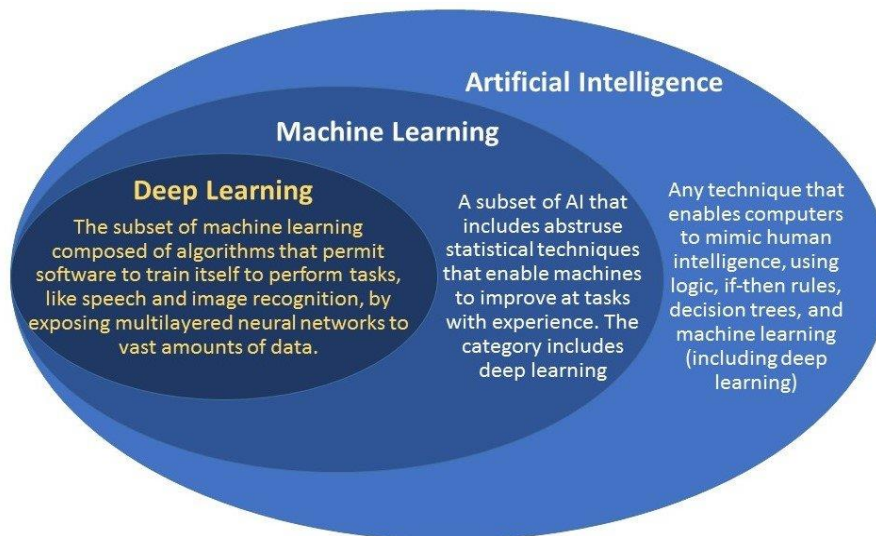 Artificial Intelligence
Machine Learning
Deep Learning
The subset of machine learning
composed of algorithms that permit
software to train itself to perform tasks,
like speech and image recognition, by
exposing multilayered neural networks to
vast amounts of data.
A subset of AI that
includes abstruse
statistical techniques
that enable machines
to improve at tasks
with experience. The
category includes
deep learning
Any technique that
enables computers
to mimic human
intelligence, using
logic, if-then rules,
decision trees, and
machine learning
(including deep
learning)